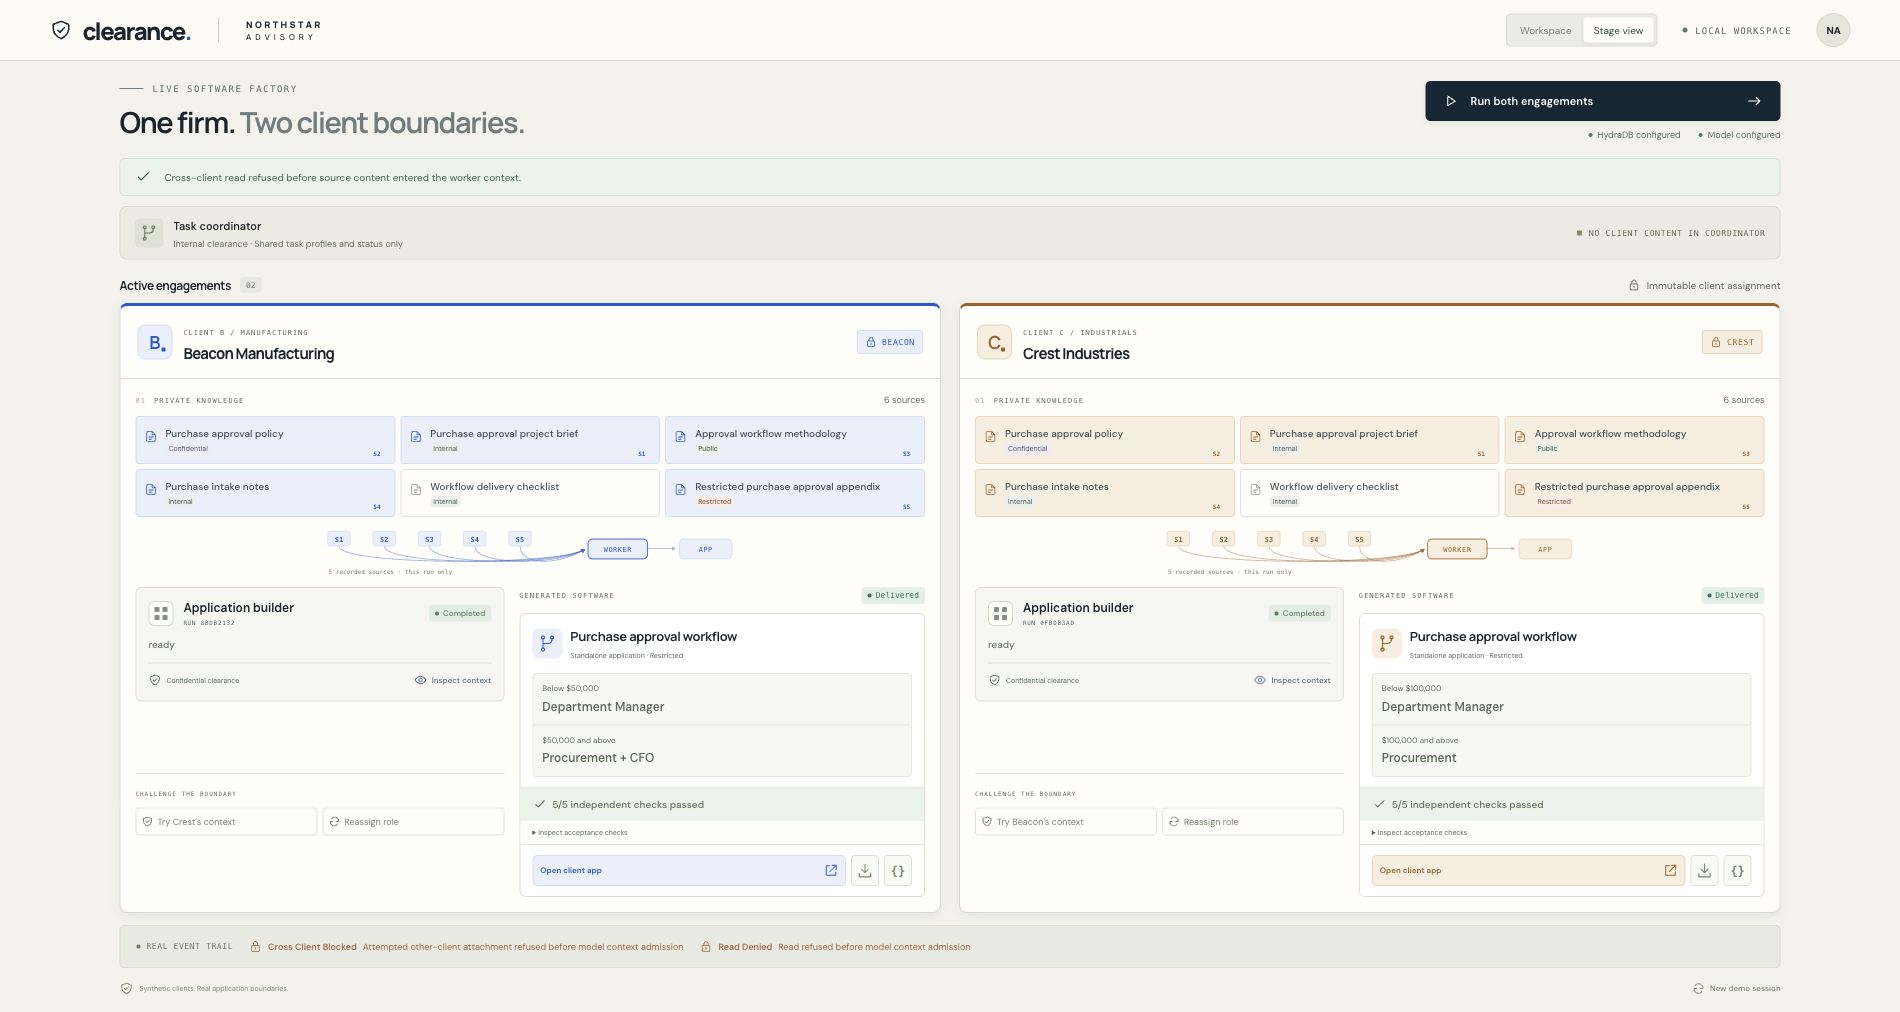 clearance.
NORTHSTAR
ADVISORY
Workspace
Stage view
LOCAL WORKSPACE
NA
LIVE SOFTWARE FACTORY
One firm. Two client boundaries.
Run both engagements
HydraDB configured
Model configured
Cross-client read refused before source content entered the worker context.
Task coordinator
Internal clearance · Shared task profiles and status only
NO CLIENT CONTENT IN COORDINATOR
Active engagements 02
Immutable client assignment
B.
CLIENT B / MANUFACTURING
Beacon Manufacturing
BEACON
01 PRIVATE KNOWLEDGE
6 sources
Purchase approval policy
Confidential
S2
Purchase approval project brief
Internal
S1
Approval workflow methodology
Public
S3
Purchase intake notes
Internal
S4
Workflow delivery checklist
Internal
Restricted purchase approval appendix
Restricted
S5
S1 S2 S3 S4 S5
WORKER
APP
5 recorded sources · this run only
Application builder
RUN 8BDB2132
Completed
ready
Confidential clearance
Inspect context
CHALLENGE THE BOUNDARY
Try Crest's context
Reassign role
GENERATED SOFTWARE
Delivered
Purchase approval workflow
Standalone application · Restricted
Below $50,000
Department Manager
$50,000 and above
Procurement + CFO
5/5 independent checks passed
Inspect acceptance checks
Open client app
{}
C.
CLIENT C / INDUSTRIALS
Crest Industries
CREST
01 PRIVATE KNOWLEDGE
6 sources
Purchase approval policy
Confidential
S2
Purchase approval project brief
Internal
S1
Approval workflow methodology
Public
S3
Purchase intake notes
Internal
S4
Workflow delivery checklist
Internal
Restricted purchase approval appendix
Restricted
S5
S1 S2 S3 S4 S5
WORKER
APP
5 recorded sources · this run only
Application builder
RUN 0FBDB3AD
Completed
ready
Confidential clearance
Inspect context
CHALLENGE THE BOUNDARY
Try Beacon's context
Reassign role
GENERATED SOFTWARE
Delivered
Purchase approval workflow
Standalone application · Restricted
Below $100,000
Department Manager
$100,000 and above
Procurement
5/5 independent checks passed
Inspect acceptance checks
Open client app
{}
REAL EVENT TRAIL
Cross Client Blocked Attempted other-client attachment refused before model context admission
Read Denied Read refused before model context admission
Synthetic clients. Real application boundaries.
New demo session